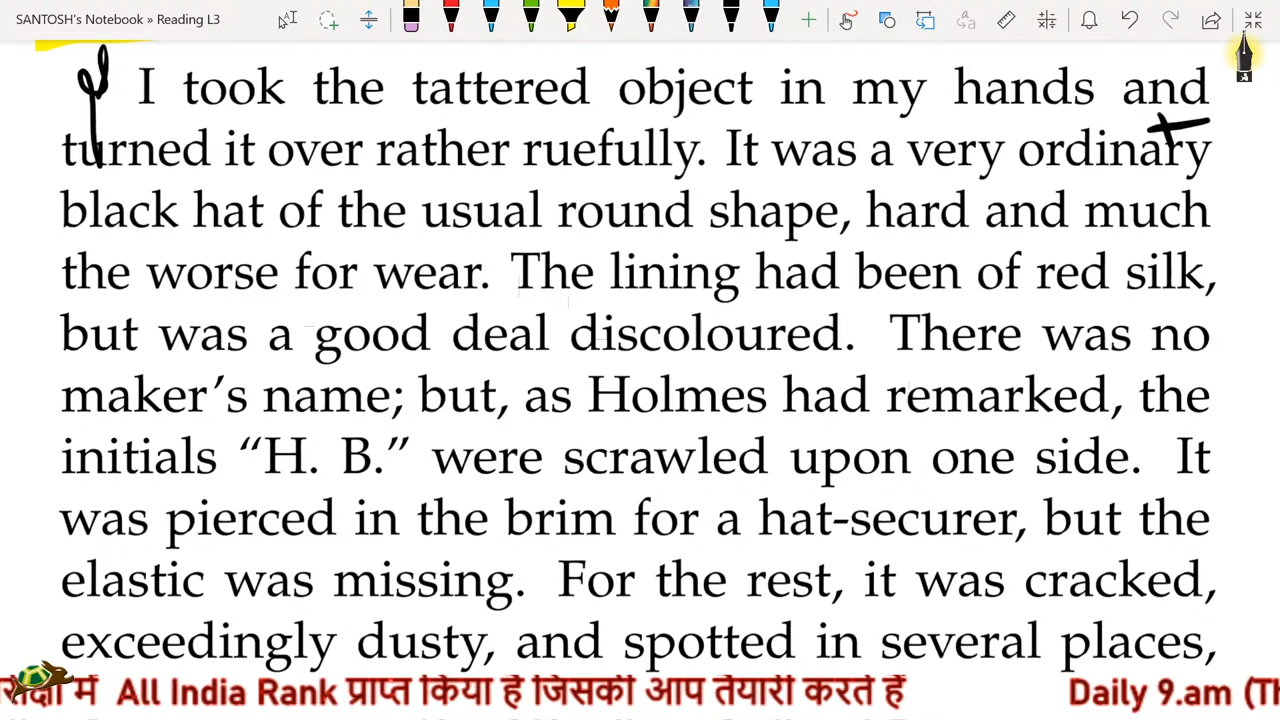 SANTOSH's Notebook » Reading L3
I took the tattered object in my hands and
turned it over rather ruefully. It was a very ordinary
black hat of the usual round shape, hard and much
the worse for wear. The lining had been of red silk,
but was a good deal discoloured. There was no
maker’s name; but, as Holmes had remarked, the
initials “H. B.” were scrawled upon one side. It
was pierced in the brim for a hat-securer, but the
elastic was missing. For the rest, it was cracked,
exceedingly dusty, and spotted in several places,
में All India Rank प्राप्त किया है जिसकी आप तैयारी करते हैं Daily 9.am (TH